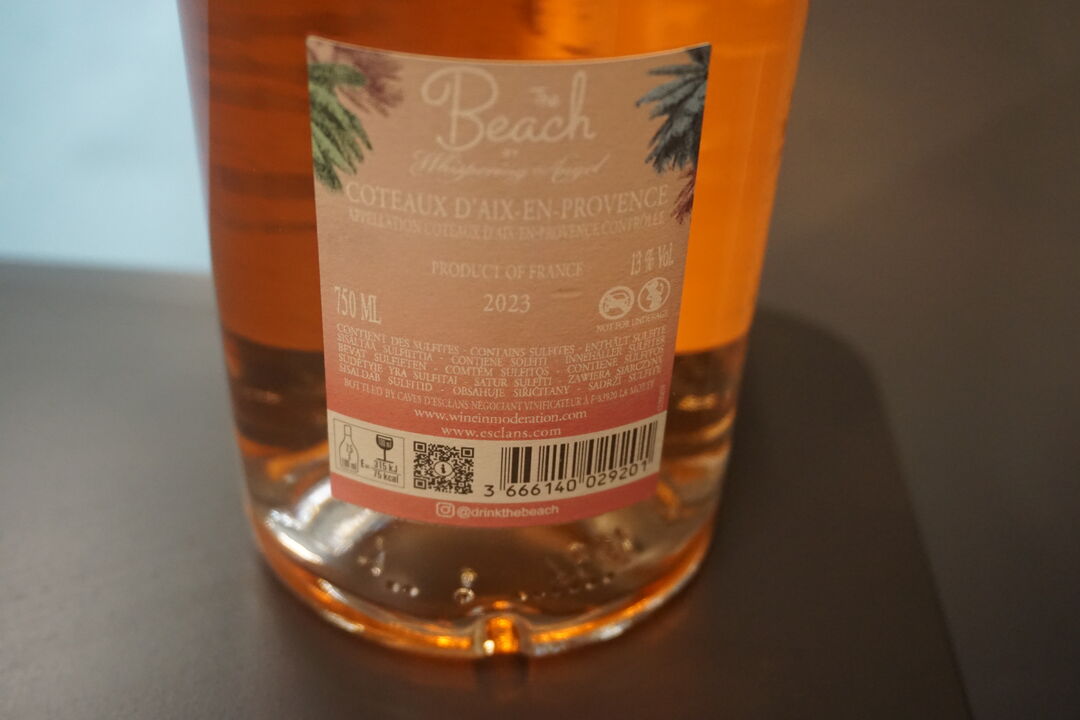 The
Beach
BY
Whispering Angel
COTEAUX D'AIX-EN-PROVENCE
APPELLATION COTEAUX D'AIX-EN-PROVENCE CONTRÔLÉE
PRODUCT OF FRANCE
13 % Vol.
750 ML
2023
NOT FOR UNDERAGE
CONTIENT DES SULFITES - CONTAINS SULFITES - ENTHÄLT SULFITE
SISÄLTÄÄ SULFIITTIA - CONTIENE SOLFITI - INNEHÅLLER SULFITER
BEVAT SULFIETEN - CONTÉM SULFITOS - CONTIENE SULFITOS
SUDĖTYJE YRA SULFITAI - SATUR SULFĪTI - ZAWIERA SIARCZYNY
SISALDAB SULFITID - OBSAHUJE SIŘIČITANY - SADRŽI SULFITE
BOTTLED BY CAVES D'ESCLANS NÉGOCIANT VINIFICATEUR À F-83920 LA MOTTE
www.wineinmoderation.com
www.esclans.com
100 ml
E= 315 kJ
75 kcal
3 666140 029201
@drinkthebeach